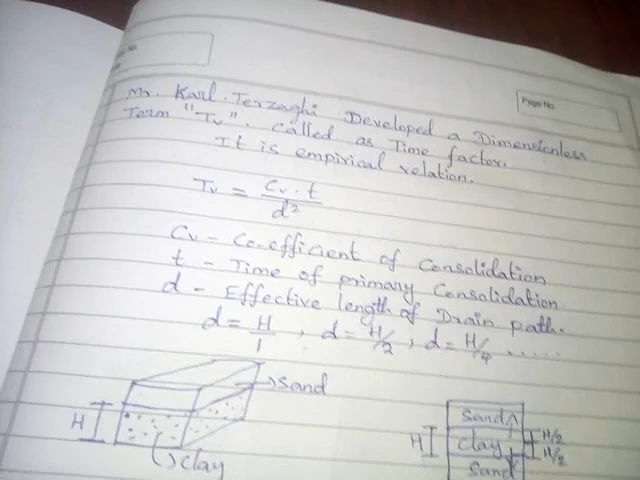 Page No
Mr. Karl. Terzaghi Developed a Dimensionless
Term "Tv". called as Time factor.
It is empirical relation.
Tv = Cv . t / d²
Cv - Co-efficient of Consolidation
t - Time of primary Consolidation
d - Effective length of Drain path.
d = H/1 , d = H/2 , d = H/4 .....
Sand
H
clay
Sand
H clay H/2
H/2
Sand